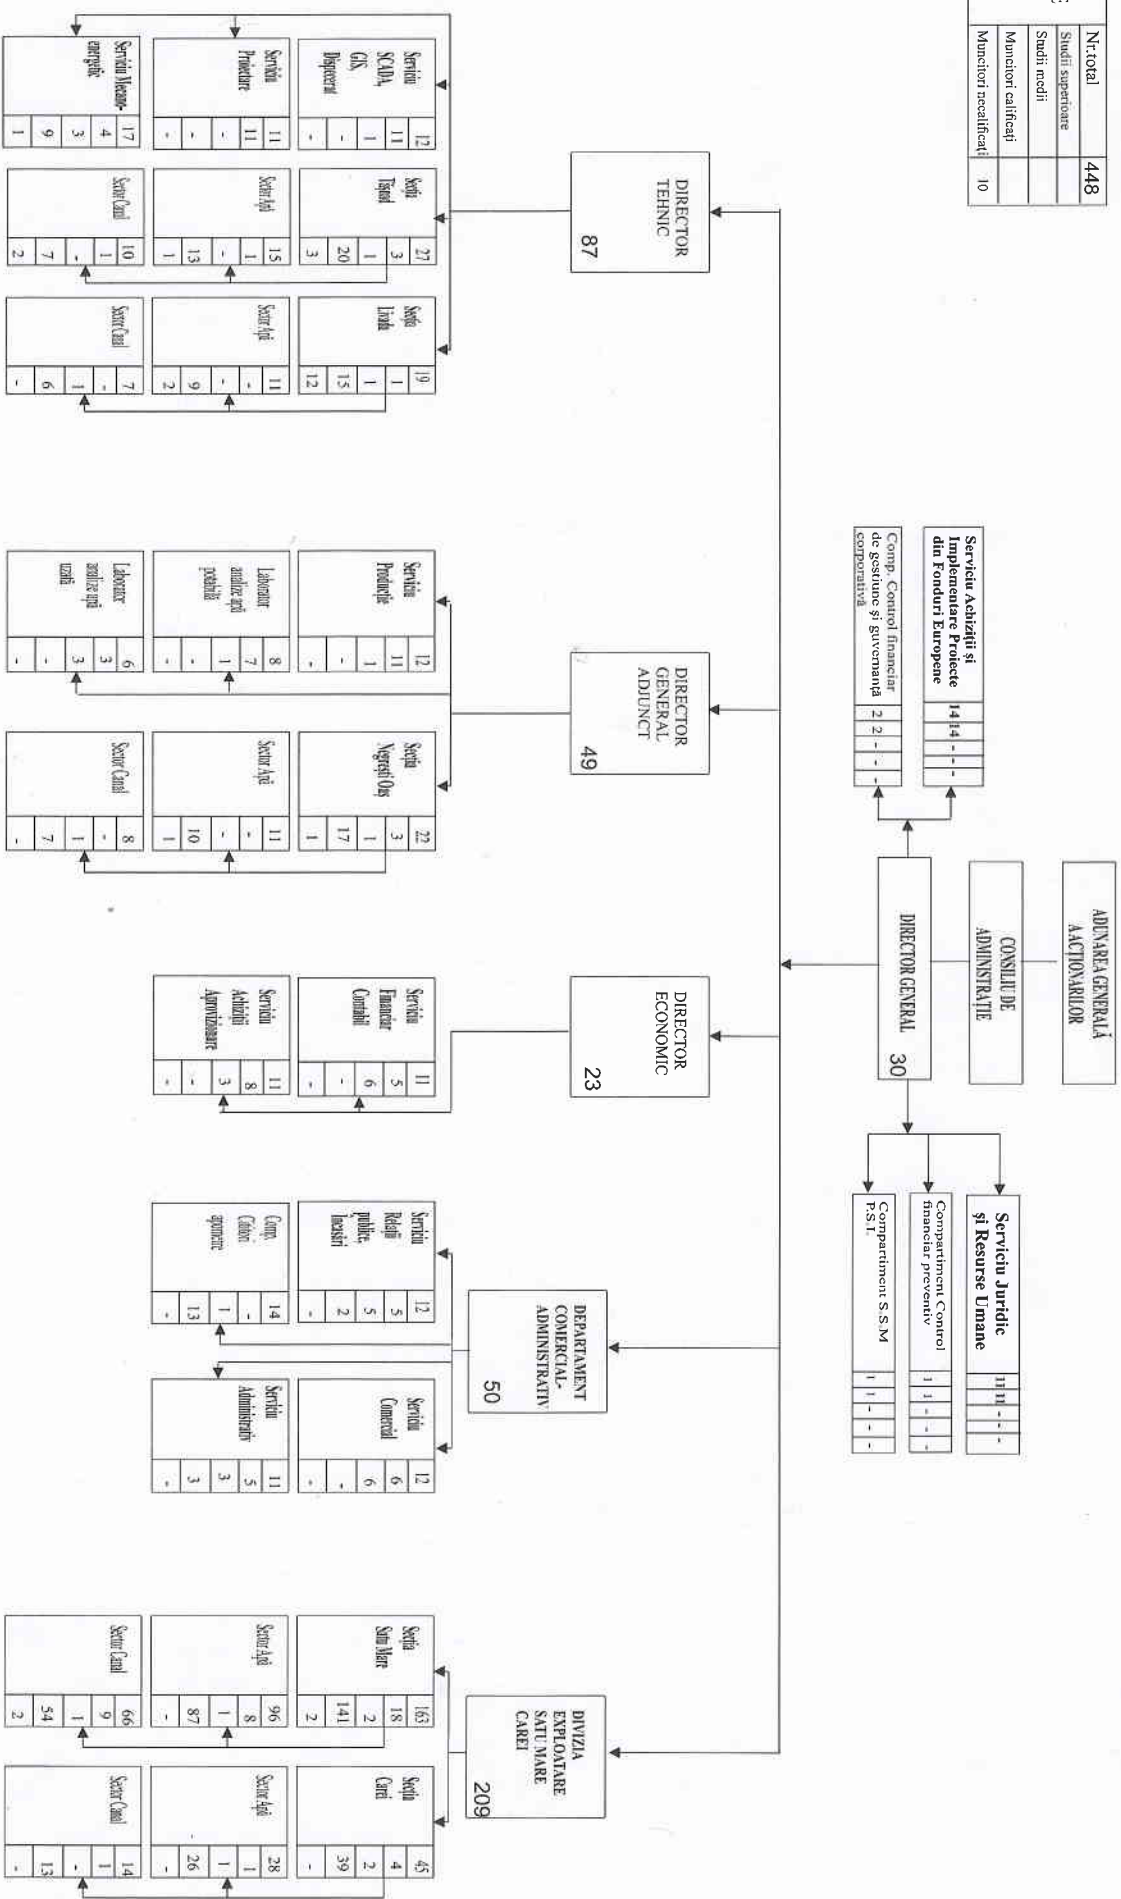 Nr.total 448
Studii superioare
Studii medii
Muncitori calificați
Muncitori necalificați 10
ADUNAREA GENERALĂ
A ACȚIONARILOR
CONSILIU DE
ADMINISTRAȚIE
DIRECTOR GENERAL
30
Serviciu Achiziții și
Implementare Proiecte
din Fonduri Europene
14 14 - - -
Comp. Control financiar
de gestiune și guvernanță
corporativă
2 2 - - -
Serviciu Juridic
și Resurse Umane
11 11 - - -
Compartiment Control
financiar preventiv
1 1 - - -
Compartiment S.S.M
P.S.I.
1 1 - - -
DIRECTOR
TEHNIC
87
Serviciu
SCADA,
GIS,
Dispecerat
12
11
1
-
-
Secția
Tășnad
27
3
1
20
3
Secția
Livada
19
1
1
15
12
Serviciu
Proiectare
11
11
-
-
-
Sector Apă
15
1
-
13
1
Sector Apă
11
-
-
9
2
Serviciu Mecano-
energetic
17
4
3
9
1
Sector Canal
10
1
-
7
2
Sector Canal
7
-
1
6
-
DIRECTOR
GENERAL
ADJUNCT
49
Serviciu
Producție
12
11
1
-
-
Secția
Negrești Oaș
22
3
1
17
1
Laborator
analize apă
potabilă
8
7
1
-
-
Sector Apă
11
-
-
10
1
Laborator
analize apă
uzată
6
3
3
-
-
Sector Canal
8
-
1
7
-
DIRECTOR
ECONOMIC
23
Serviciu
Financiar
Contabil
11
5
6
-
-
Serviciu
Achiziții
Aprovizionare
11
8
3
-
-
DEPARTAMENT
COMERCIAL-
ADMINISTRATIV
50
Serviciu
Relații
publice,
Încasări
12
5
5
2
-
Serviciu
Comercial
12
6
6
-
-
Comp.
Cititori
apometre
14
-
1
13
-
Serviciu
Administrativ
11
5
3
3
-
DIVIZIA
EXPLOATARE
SATU MARE
CAREI
209
Secția
Satu Mare
163
18
2
141
2
Secția
Carei
45
4
2
39
-
Sector Apă
96
8
1
87
-
Sector Apă
28
1
1
26
-
Sector Canal
66
9
1
54
2
Sector Canal
14
1
-
13
-